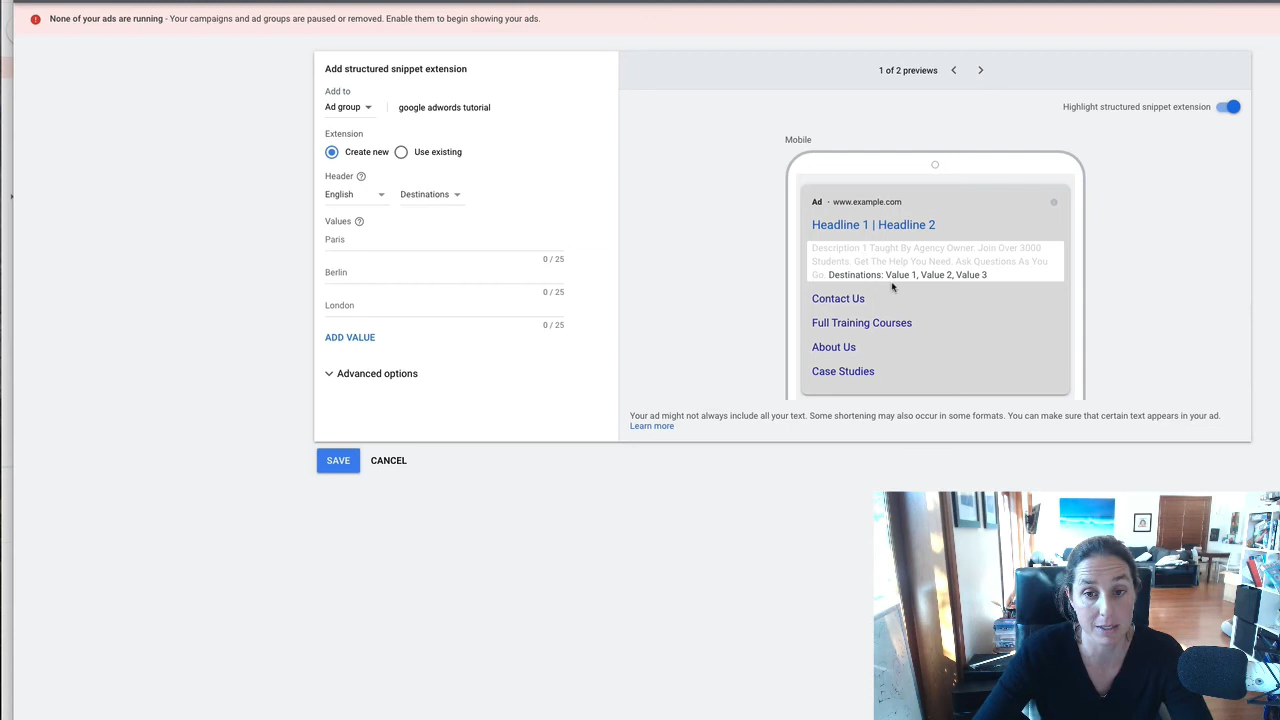 None of your ads are running - Your campaigns and ad groups are paused or removed. Enable them to begin showing your ads.
Add structured snippet extension
Add to
Ad group
google adwords tutorial
Extension
Create new
Use existing
Header
English
Destinations
Values
Paris
0 / 25
Berlin
0 / 25
London
0 / 25
ADD VALUE
Advanced options
SAVE
CANCEL
1 of 2 previews
Highlight structured snippet extension
Mobile
Ad · www.example.com
Headline 1 | Headline 2
Description 1 Taught By Agency Owner. Join Over 3000
Students. Get The Help You Need. Ask Questions As You
Go. Destinations: Value 1, Value 2, Value 3
Contact Us
Full Training Courses
About Us
Case Studies
Your ad might not always include all your text. Some shortening may also occur in some formats. You can make sure that certain text appears in your ad.
Learn more